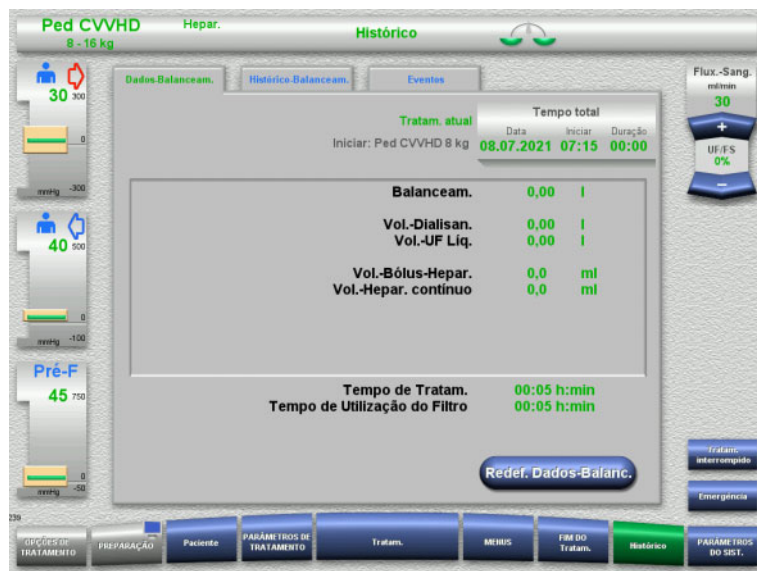 Ped CVVHD
8 - 16 kg
Hepar.
Histórico
30
300
0
mmHg
-300
40
500
0
mmHg
-100
Pré-F
45
750
0
mmHg
-50
Dados-Balanceam.
Histórico-Balanceam.
Eventos
Tratam. atual
Iniciar: Ped CVVHD 8 kg
Tempo total
Data Iniciar Duração
08.07.2021 07:15 00:00
Balanceam. 0,00 l
Vol.-Dialisan. 0,00 l
Vol.-UF Líq. 0,00 l
Vol.-Bólus-Hepar. 0,0 ml
Vol.-Hepar. contínuo 0,0 ml
Tempo de Tratam. 00:05 h:min
Tempo de Utilização do Filtro 00:05 h:min
Redef. Dados-Balanc.
Flux.-Sang.
ml/min
30
+
UF/FS
0%
−
Tratam.
interrompido
Emergência
239
OPÇÕES DE
TRATAMENTO
PREPARAÇÃO
Paciente
PARÂMETROS DE
TRATAMENTO
Tratam.
MENUS
FIM DO
Tratam.
Histórico
PARÂMETROS
DO SIST.